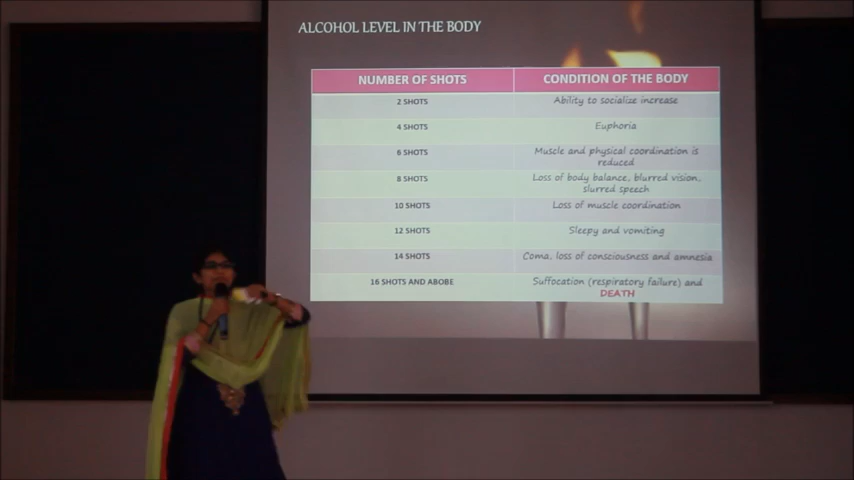 ALCOHOL LEVEL IN THE BODY
NUMBER OF SHOTS CONDITION OF THE BODY
2 SHOTS Ability to socialize increase
4 SHOTS Euphoria
6 SHOTS Muscle and physical coordination is
reduced
8 SHOTS Loss of body balance, blurred vision,
slurred speech
10 SHOTS Loss of muscle coordination
12 SHOTS Sleepy and vomiting
14 SHOTS Coma, loss of consciousness and amnesia
16 SHOTS AND ABOBE Suffocation (respiratory failure) and
DEATH